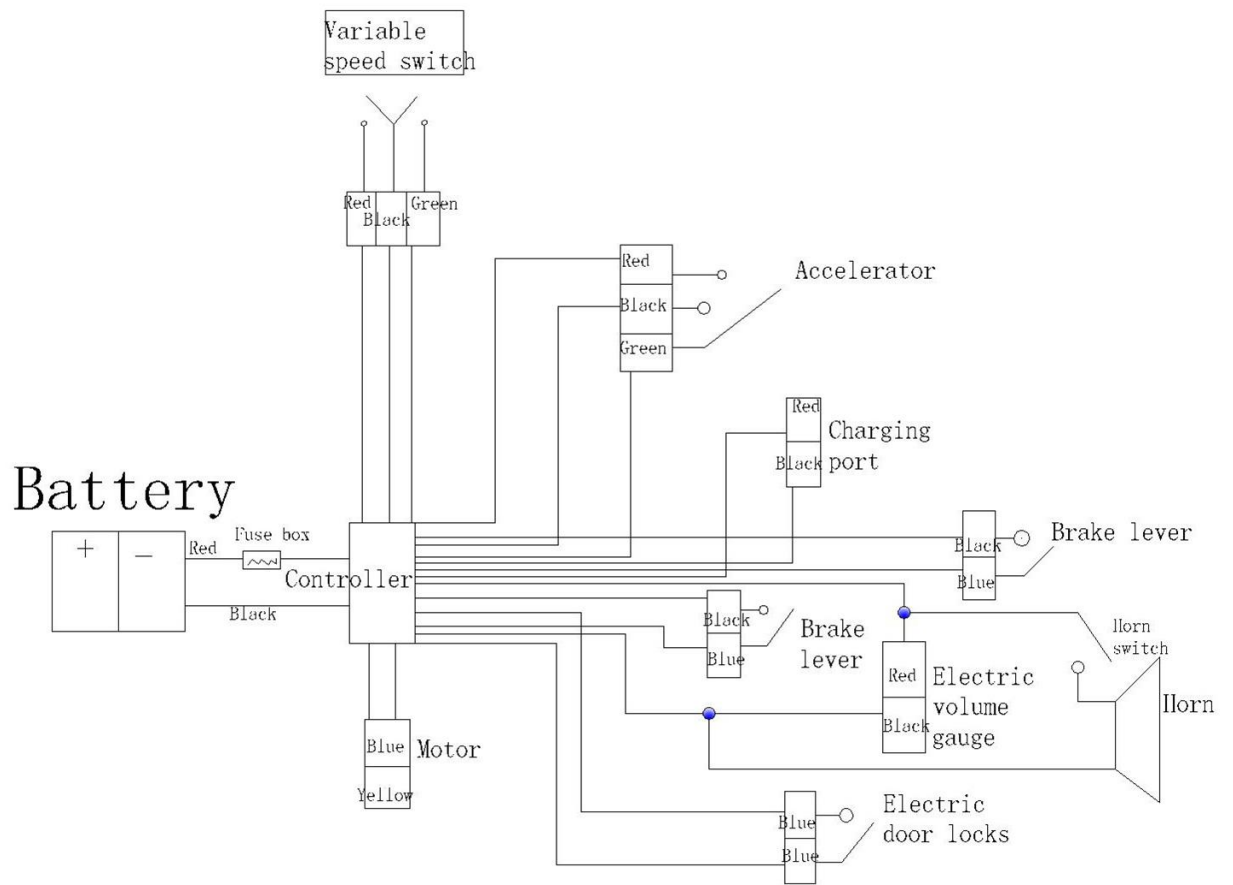 Variable
speed switch
Red
Black
Green
Red
Black
Green
Accelerator
Red
Black
Charging
port
Battery
+
-
Red
Fuse box
Black
Controller
Black
Blue
Brake lever
Black
Blue
Brake
lever
Horn
switch
Horn
Red
Black
Electric
volume
gauge
Blue
Yellow
Motor
Blue
Blue
Electric
door locks